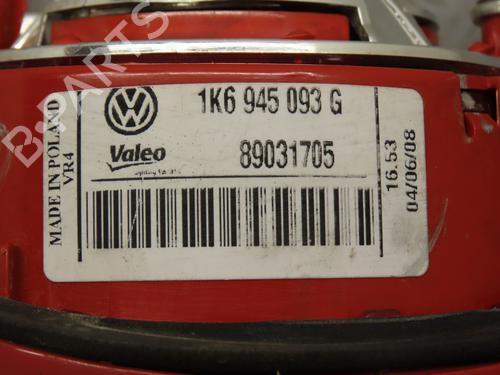 B-PARTS
1K6 945 093 G
Valeo
89031705
MADE IN POLAND
VR4
16.53
04/06/08